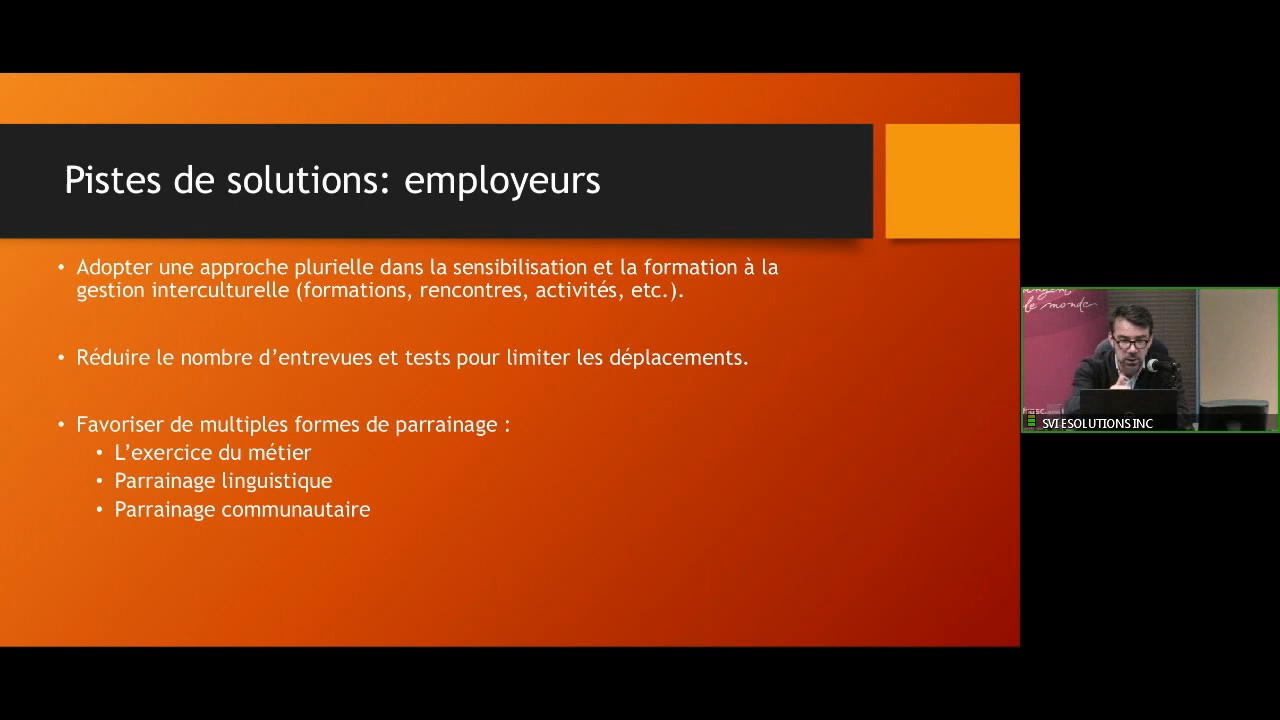 Pistes de solutions: employeurs
• Adopter une approche plurielle dans la sensibilisation et la formation à la
gestion interculturelle (formations, rencontres, activités, etc.).
• Réduire le nombre d’entrevues et tests pour limiter les déplacements.
• Favoriser de multiples formes de parrainage :
• L’exercice du métier
• Parrainage linguistique
• Parrainage communautaire
le monde
SVI ESOLUTIONS INC